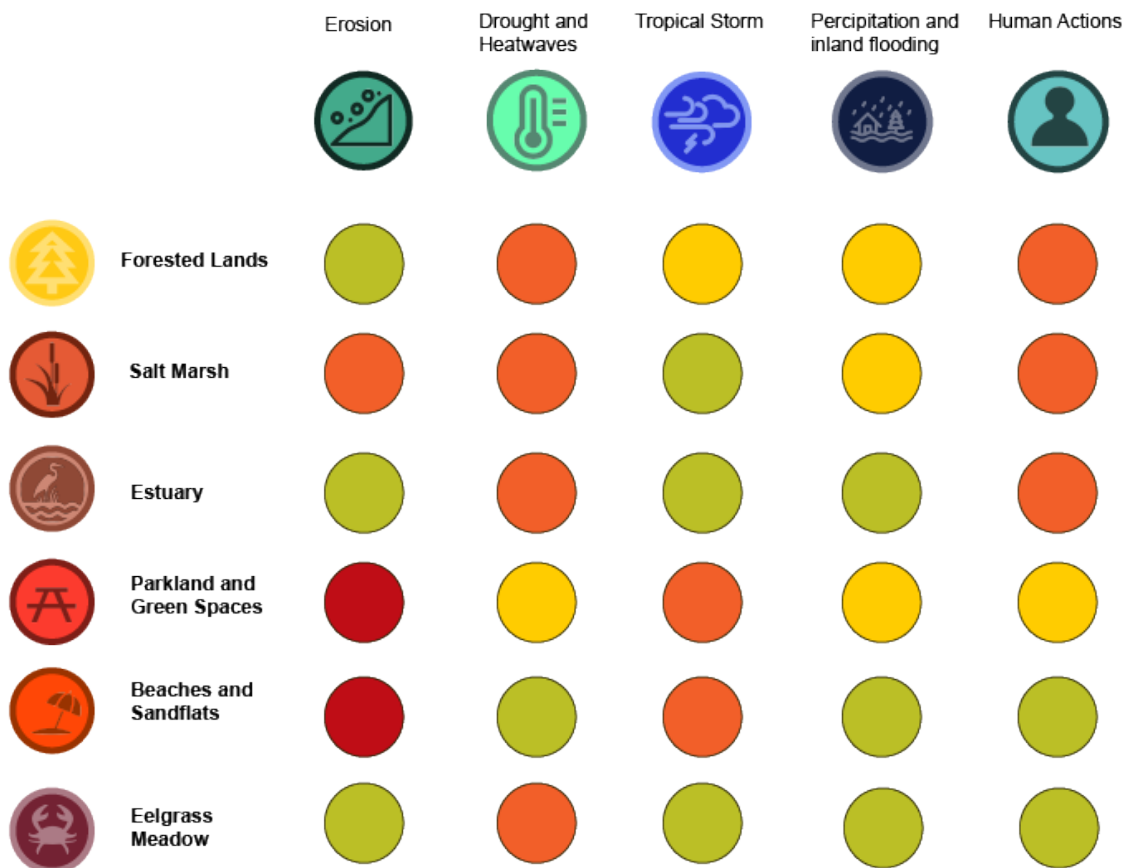 Erosion
Drought and
Heatwaves
Tropical Storm
Percipitation and
inland flooding
Human Actions
Forested Lands
Salt Marsh
Estuary
Parkland and
Green Spaces
Beaches and
Sandflats
Eelgrass
Meadow